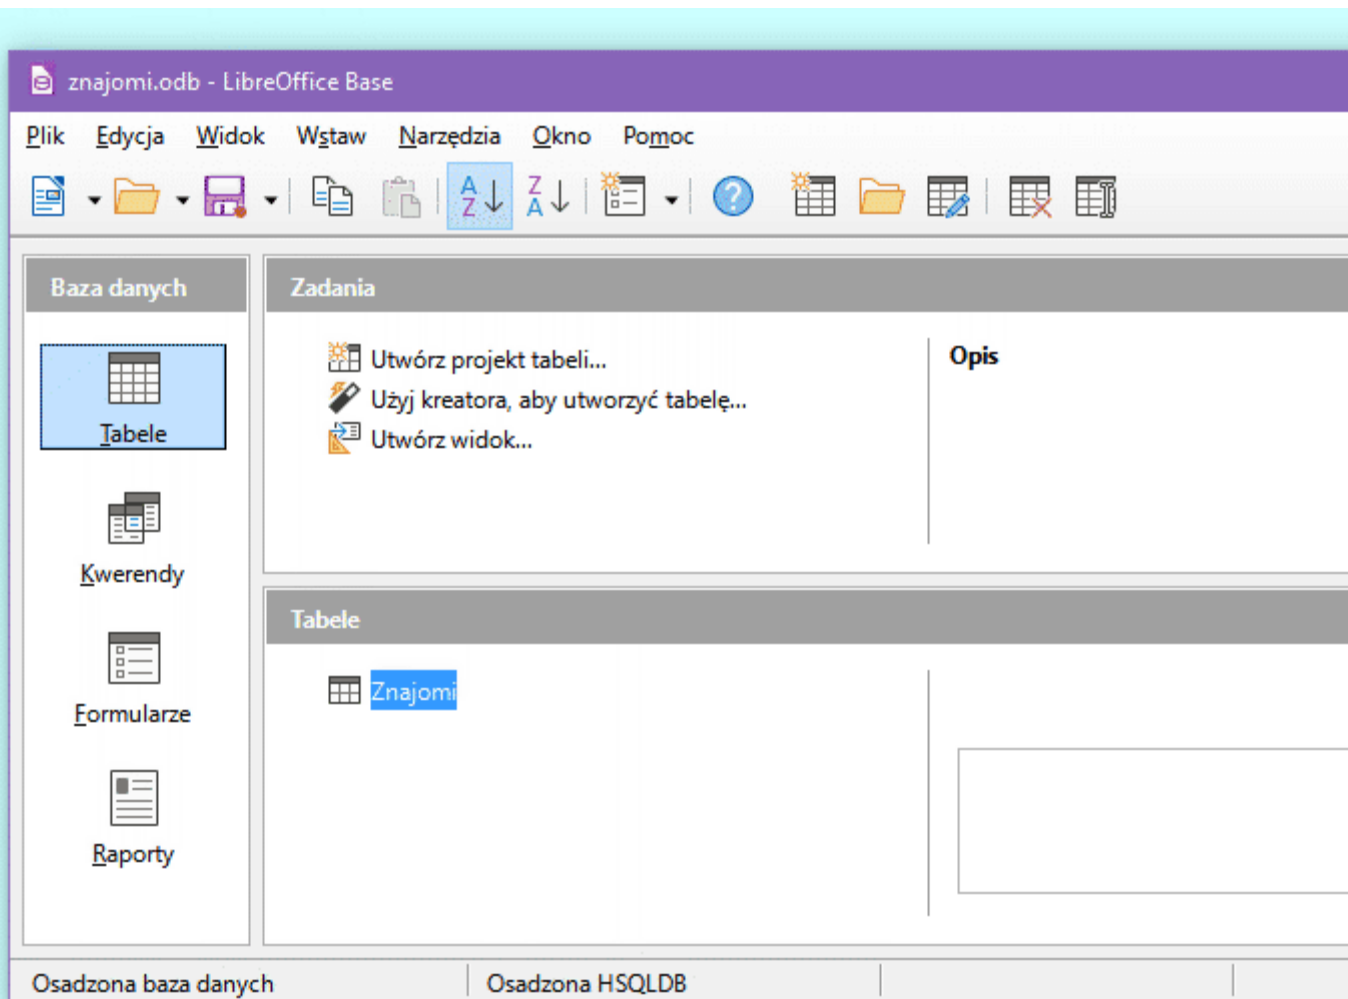 znajomi.odb - LibreOffice Base
Plik Edycja Widok Wstaw Narzędzia Okno Pomoc
Baza danych
Tabele
Kwerendy
Formularze
Raporty
Zadania
Utwórz projekt tabeli...
Użyj kreatora, aby utworzyć tabelę...
Utwórz widok...
Opis
Tabele
Znajomi
Osadzona baza danych
Osadzona HSQLDB